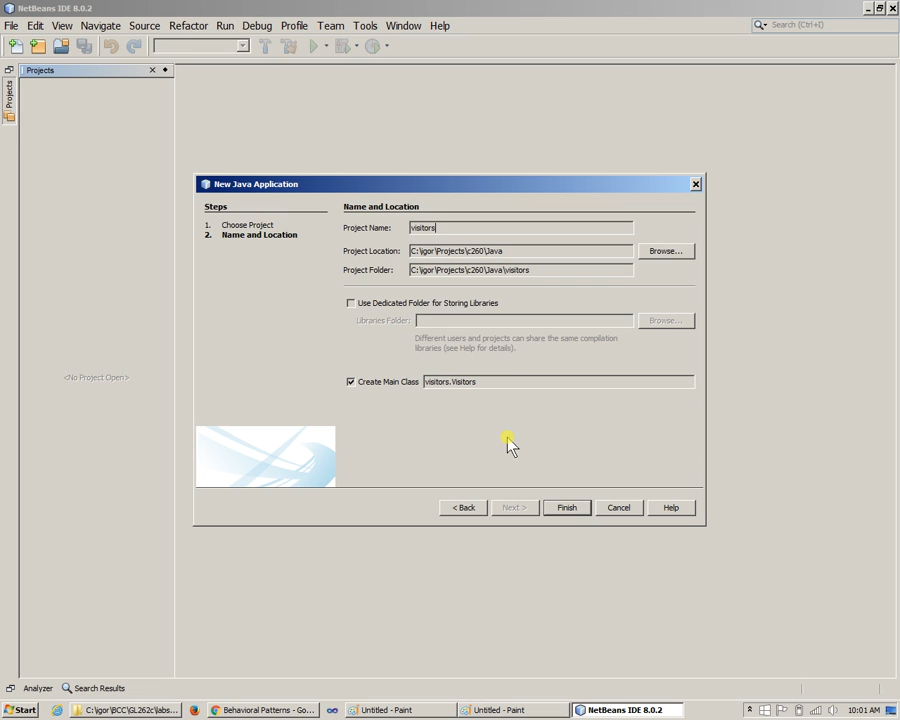 NetBeans IDE 8.0.2
File Edit View Navigate Source Refactor Run Debug Profile Team Tools Window Help
Search (Ctrl+I)
Projects
Projects
<No Project Open>
New Java Application
Steps
1. Choose Project
2. Name and Location
Name and Location
Project Name: visitors
Project Location: C:\igor\Projects\c260\Java Browse...
Project Folder: C:\igor\Projects\c260\Java\visitors
Use Dedicated Folder for Storing Libraries
Libraries Folder: Browse...
Different users and projects can share the same compilation
libraries (see Help for details).
Create Main Class visitors.Visitors
< Back Next > Finish Cancel Help
Analyzer Search Results
Start C:\igor\BCC\GL262c\labs... Behavioral Patterns - Go... Untitled - Paint Untitled - Paint NetBeans IDE 8.0.2 10:01 AM